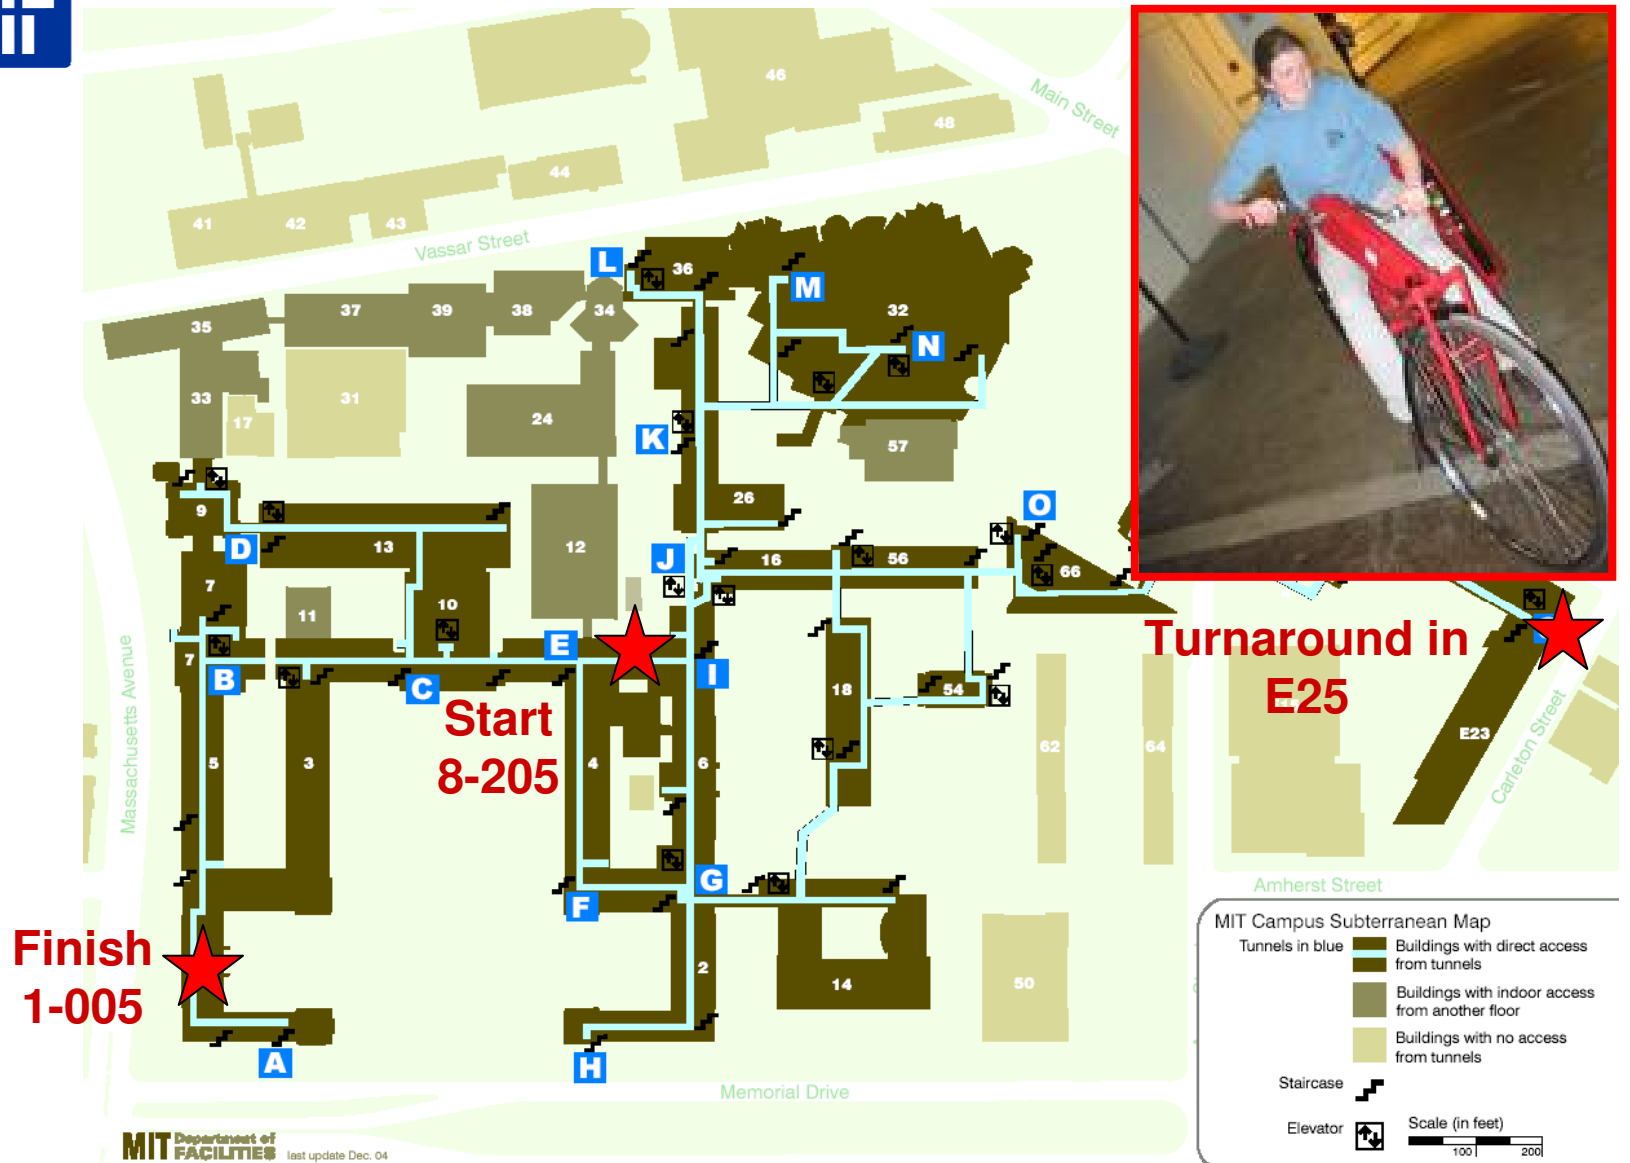 46
48
44
41
42
43
Main Street
Vassar Street
L
36
M
32
N
35
37
39
38
34
33
17
31
24
K
57
26
O
9
D
13
12
J
16
56
66
7
11
10
E
7
B
C
I
18
54
Start
8-205
Turnaround in
E25
5
3
4
6
62
64
E23
Massachusetts Avenue
Carleton Street
F
G
Amherst Street
Finish
1-005
2
14
50
A
H
Memorial Drive
MIT Campus Subterranean Map
Tunnels in blue
Buildings with direct access
from tunnels
Buildings with indoor access
from another floor
Buildings with no access
from tunnels
Staircase
Elevator
Scale (in feet)
100
200
MIT Department of
FACILITIES
last update Dec. 04